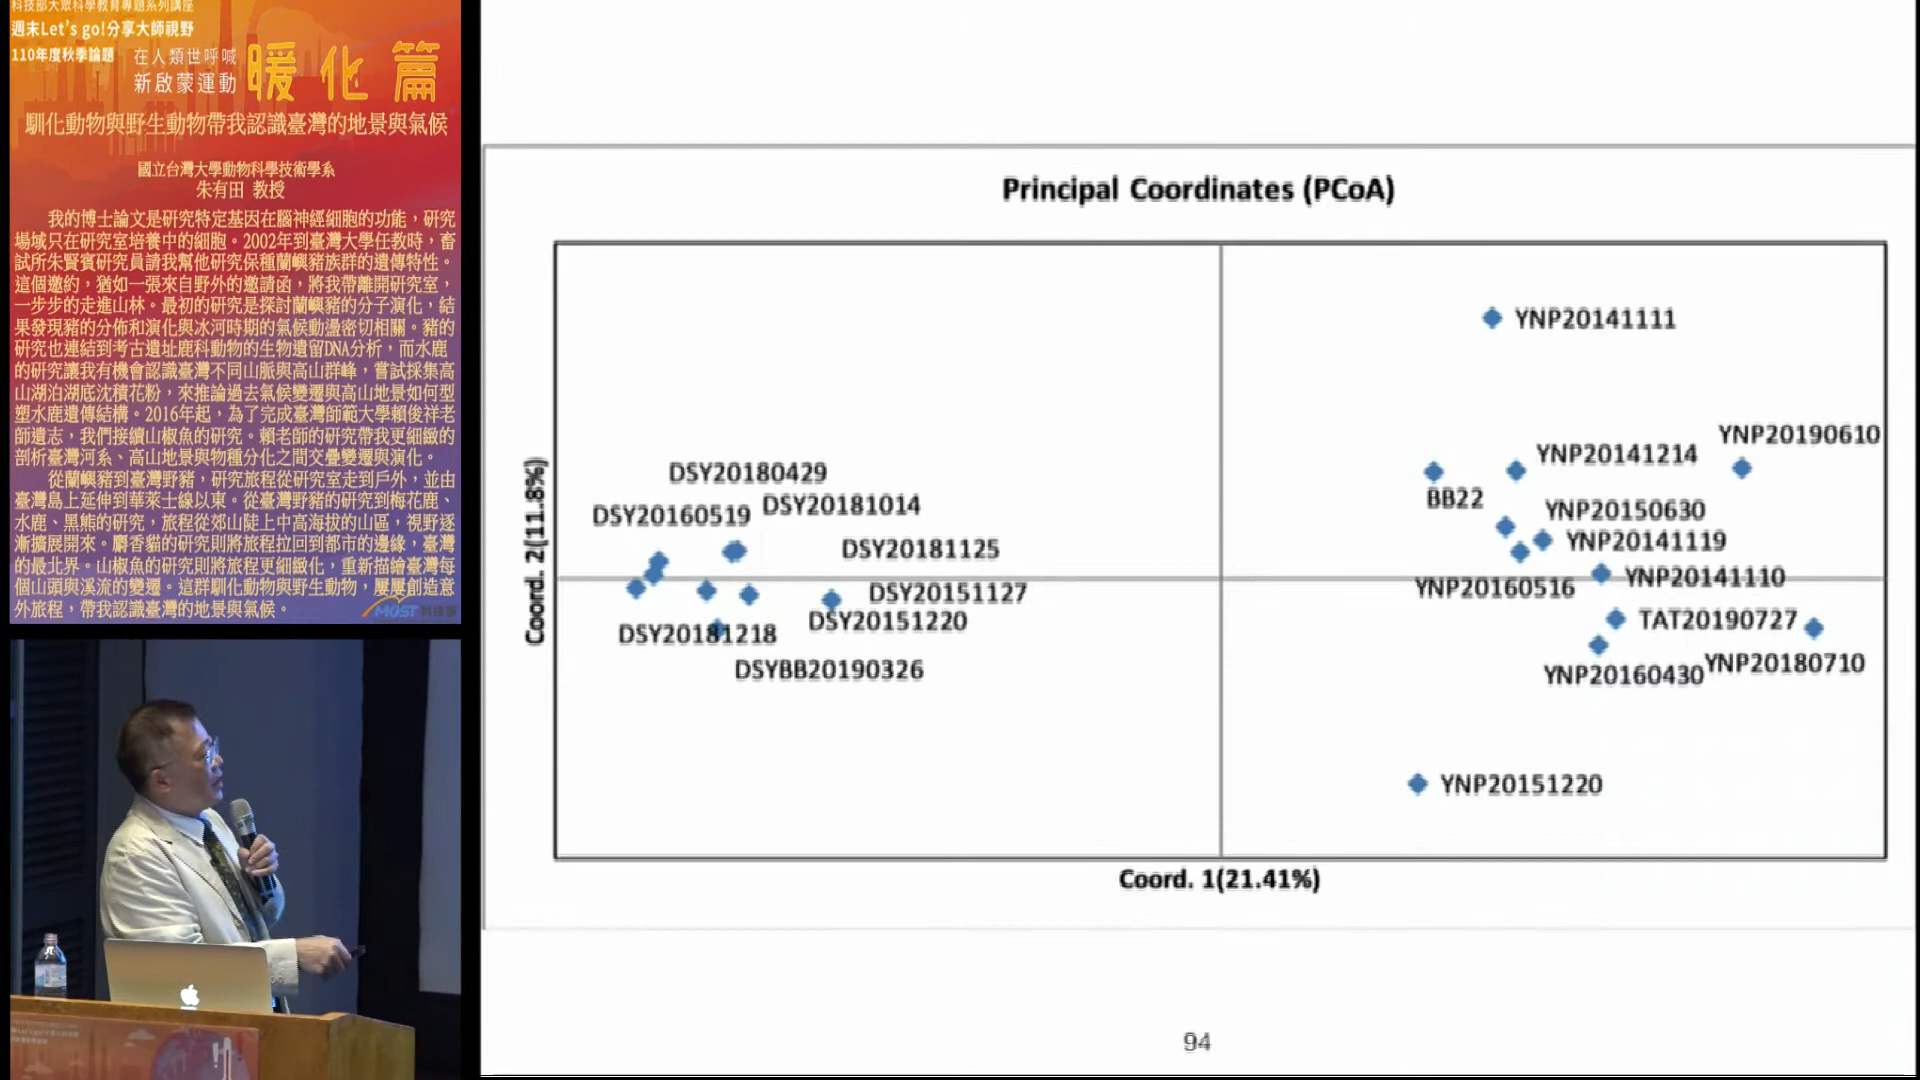 科技部大眾科學教育專題系列講座
週末Let's go!分享大師視野
110年度秋季論題
在人類世呼喊
新啟蒙運動
暖化篇
馴化動物與野生動物帶我認識臺灣的地景與氣候
國立台灣大學動物科學技術學系
朱有田 教授
我的博士論文是研究特定基因在腦神經細胞的功能，研究
場域只在研究室培養中的細胞。2002年到臺灣大學任教時，畜
試所朱賢賓研究員請我幫他研究保種蘭嶼豬族群的遺傳特性。
這個邀約，猶如一張來自野外的邀請函，將我帶離開研究室，
一步步的走進山林。最初的研究是探討蘭嶼豬的分子演化，結
果發現豬的分佈和演化與冰河時期的氣候動盪密切相關。豬的
研究也連結到考古遺址鹿科動物的生物遺留DNA分析，而水鹿
的研究讓我有機會認識臺灣不同山脈與高山群峰，嘗試採集高
山湖泊湖底沈積花粉，來推論過去氣候變遷與高山地景如何型
塑水鹿遺傳結構。2016年起，為了完成臺灣師範大學賴俊祥老
師遺志，我們接續山椒魚的研究。賴老師的研究帶我更細緻的
剖析臺灣河系、高山地景與物種分化之間交疊變遷與演化。
從蘭嶼豬到臺灣野豬，研究旅程從研究室走到戶外，並由
臺灣島上延伸到華萊士線以東。從臺灣野豬的研究到梅花鹿、
水鹿、黑熊的研究，旅程從郊山陡上中高海拔的山區，視野逐
漸擴展開來。麝香貓的研究則將旅程拉回到都市的邊緣，臺灣
的最北界。山椒魚的研究則將旅程更細緻化，重新描繪臺灣每
個山頭與溪流的變遷。這群馴化動物與野生動物，屢屢創造意
外旅程，帶我認識臺灣的地景與氣候。
MOST 科技部
Principal Coordinates (PCoA)
YNP20141111
YNP20190610
YNP20141214
DSY20180429
BB22
DSY20181014
YNP20150630
DSY20160519
YNP20141119
DSY20181125
YNP20141110
YNP20160516
DSY20151127
TAT20190727
DSY20151220
DSY20181218
YNP20180710
DSYBB20190326
YNP20160430
YNP20151220
Coord. 2(11.8%)
Coord. 1(21.41%)
94